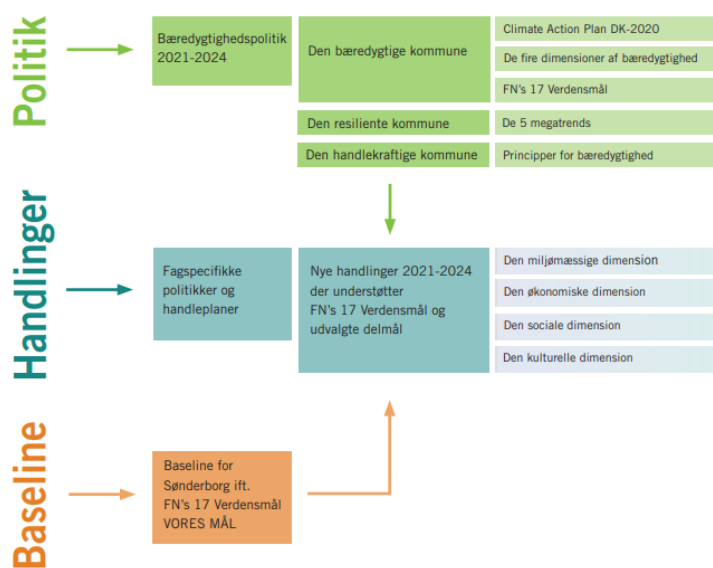 Politik
Bæredygtighedspolitik
2021-2024
Den bæredygtige kommune
Climate Action Plan DK-2020
De fire dimensioner af bæredygtighed
FN's 17 Verdensmål
Den resiliente kommune
De 5 megatrends
Den handlekraftige kommune
Principper for bæredygtighed
Handlinger
Fagspecifikke
politikker og
handleplaner
Nye handlinger 2021-2024
der understøtter
FN's 17 Verdensmål og
udvalgte delmål
Den miljømæssige dimension
Den økonomiske dimension
Den sociale dimension
Den kulturelle dimension
Baseline
Baseline for
Sønderborg ift.
FN's 17 Verdensmål
VORES MÅL